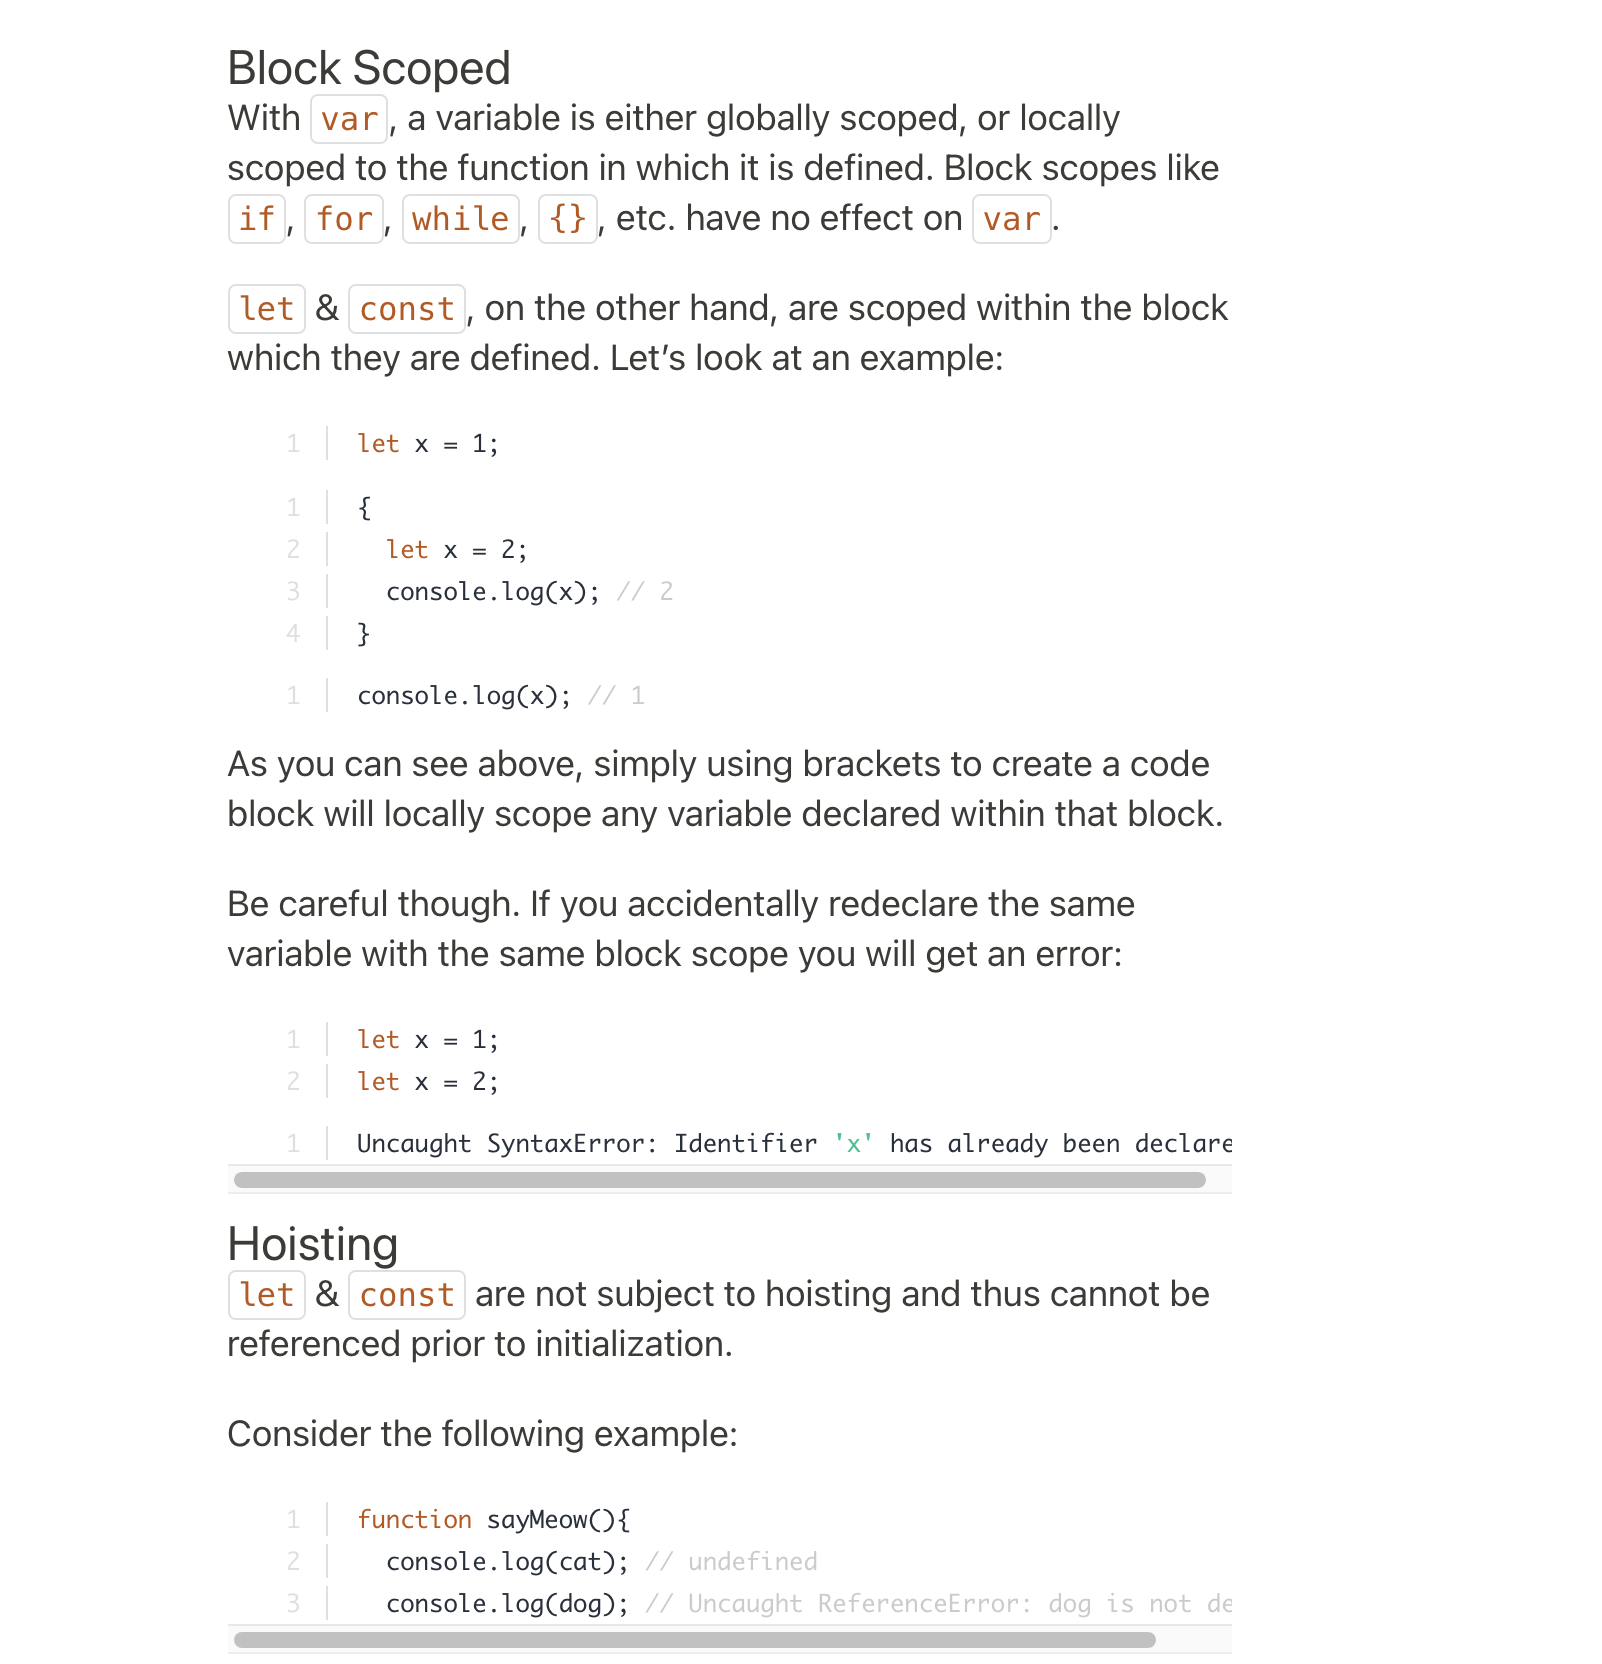 Block Scoped
With var, a variable is either globally scoped, or locally
scoped to the function in which it is defined. Block scopes like
if, for, while, {}, etc. have no effect on var.
let & const, on the other hand, are scoped within the block
which they are defined. Let’s look at an example:
1 let x = 1;
1 {
2 let x = 2;
3 console.log(x); // 2
4 }
1 console.log(x); // 1
As you can see above, simply using brackets to create a code
block will locally scope any variable declared within that block.
Be careful though. If you accidentally redeclare the same
variable with the same block scope you will get an error:
1 let x = 1;
2 let x = 2;
1 Uncaught SyntaxError: Identifier 'x' has already been declare
Hoisting
let & const are not subject to hoisting and thus cannot be
referenced prior to initialization.
Consider the following example:
1 function sayMeow(){
2 console.log(cat); // undefined
3 console.log(dog); // Uncaught ReferenceError: dog is not de